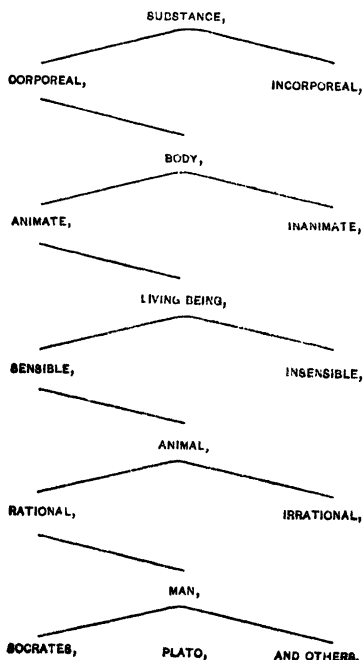 SUBSTANCE,
CORPOREAL, INCORPOREAL,
BODY,
ANIMATE, INANIMATE,
LIVING BEING,
SENSIBLE, INSENSIBLE,
ANIMAL,
RATIONAL, IRRATIONAL,
MAN,
SOCRATES, PLATO, AND OTHERS,